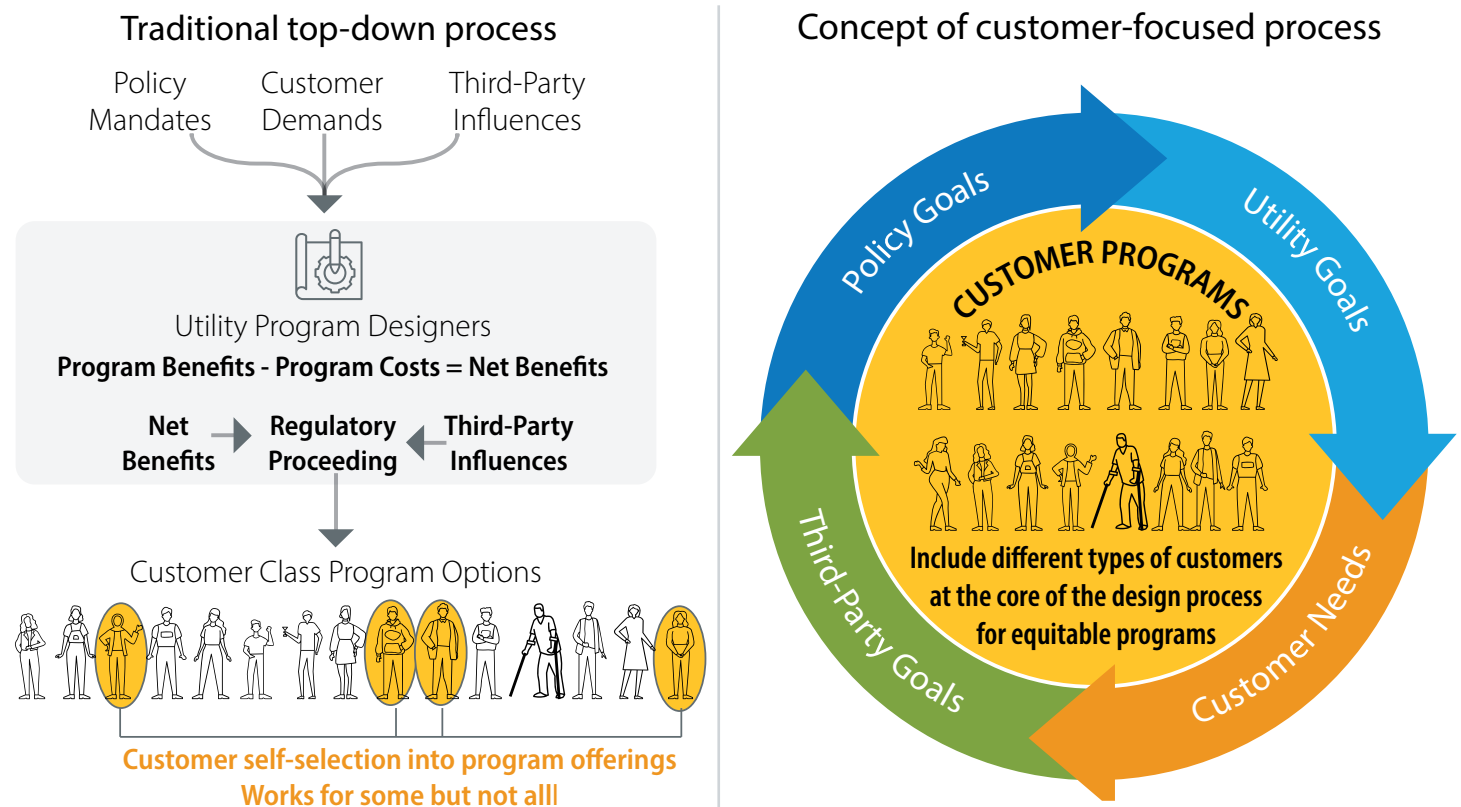 Traditional top-down process
Policy
Mandates
Customer
Demands
Third-Party
Influences
Utility Program Designers
Program Benefits - Program Costs = Net Benefits
Net
Benefits
Regulatory
Proceeding
Third-Party
Influences
Customer Class Program Options
Customer self-selection into program offerings
Works for some but not alll
Concept of customer-focused process
Policy Goals
Utility Goals
Customer Needs
Third-Party Goals
CUSTOMER PROGRAMS
Include different types of customers
at the core of the design process
for equitable programs